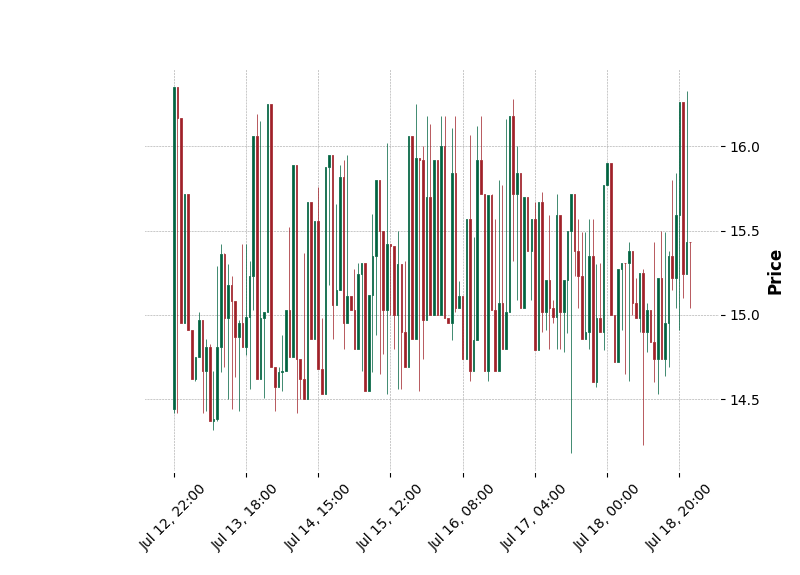 16.0
15.5
15.0
14.5
Price
Jul 12, 22:00
Jul 13, 18:00
Jul 14, 15:00
Jul 15, 12:00
Jul 16, 08:00
Jul 17, 04:00
Jul 18, 00:00
Jul 18, 20:00